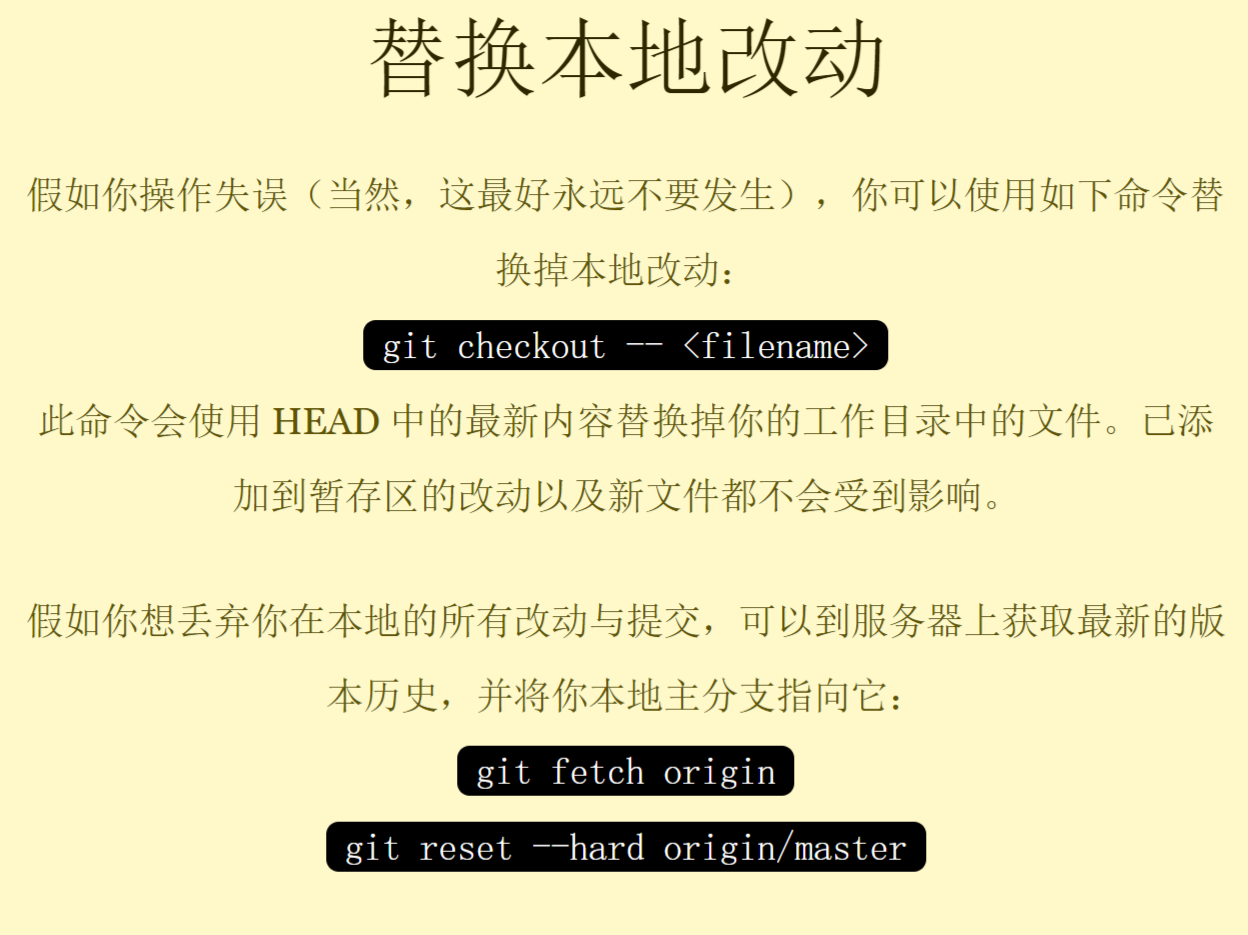 替换本地改动
假如你操作失误（当然，这最好永远不要发生），你可以使用如下命令替
换掉本地改动：
git checkout -- <filename>
此命令会使用 HEAD 中的最新内容替换掉你的工作目录中的文件。已添
加到暂存区的改动以及新文件都不会受到影响。
假如你想丢弃你在本地的所有改动与提交，可以到服务器上获取最新的版
本历史，并将你本地主分支指向它：
git fetch origin
git reset --hard origin/master